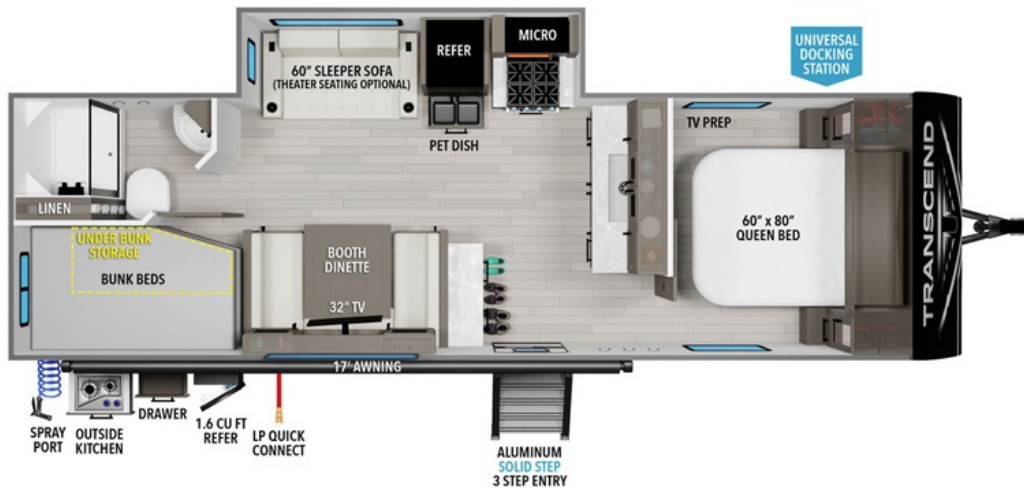 UNIVERSAL
DOCKING
STATION
MICRO
REFER
60" SLEEPER SOFA
(THEATER SEATING OPTIONAL)
PET DISH
TV PREP
LINEN
60" x 80"
QUEEN BED
TRANSCEND
UNDER BUNK
STORAGE
BUNK BEDS
BOOTH
DINETTE
32" TV
17' AWNING
SPRAY
PORT
OUTSIDE
KITCHEN
DRAWER
1.6 CU FT
REFER
LP QUICK
CONNECT
ALUMINUM
SOLID STEP
3 STEP ENTRY